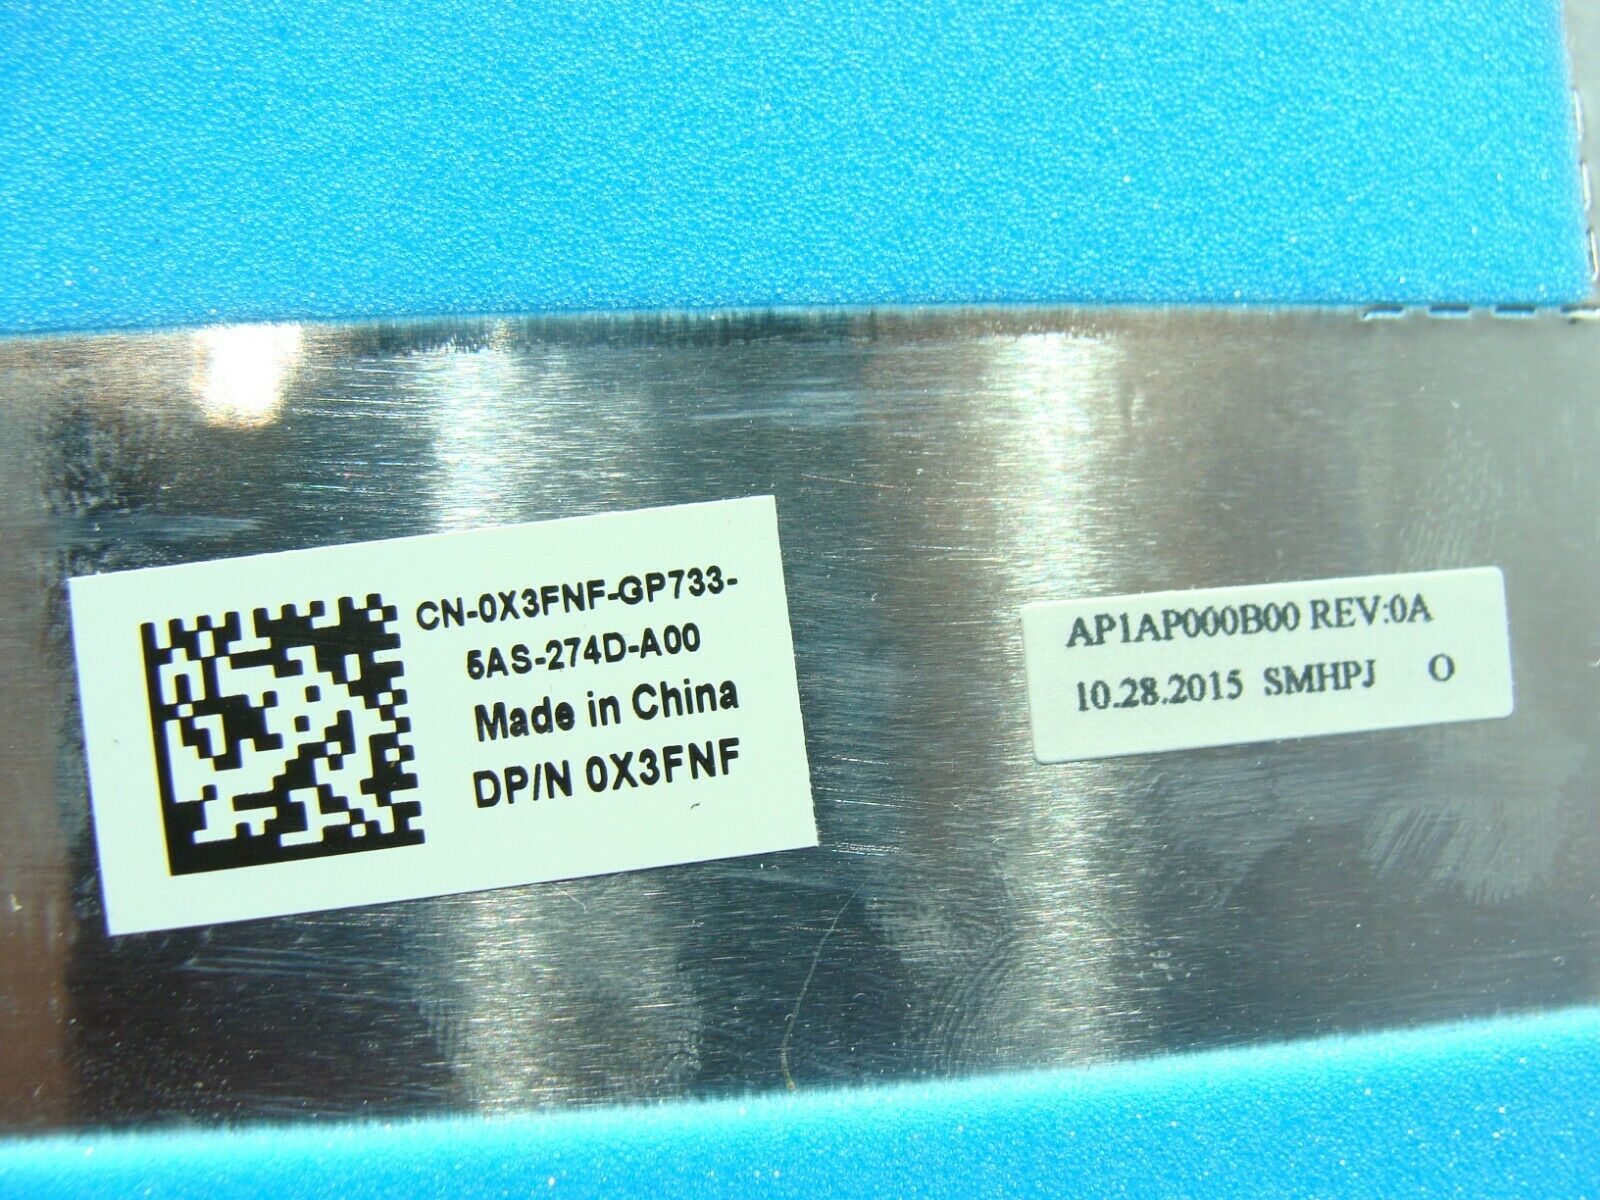 CN-0X3FNF-GP733-
5AS-274D-A00
Made in China
DP/N 0X3FNF
AP1AP000B00 REV:0A
10.28.2015 SMHPJ O